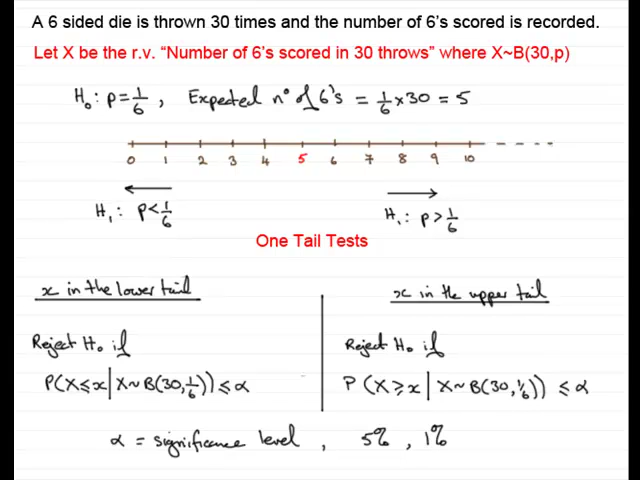 A 6 sided die is thrown 30 times and the number of 6's scored is recorded.
Let X be the r.v. "Number of 6's scored in 30 throws" where X~B(30,p)
H₀: p = 1/6 , Expected nº of 6's = 1/6 × 30 = 5
0 1 2 3 4 5 6 7 8 9 10
H₁: p < 1/6 H₁: p > 1/6
One Tail Tests
x in the lower tail
Reject H₀ if
P(X ≤ x | X ~ B(30, 1/6)) ≤ α
x in the upper tail
Reject H₀ if
P (X ≥ x | X ~ B(30, 1/6)) ≤ α
α = significance level , 5% , 1%